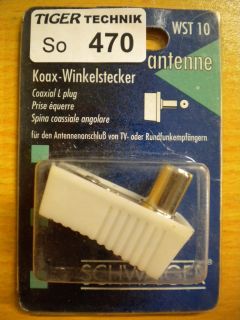 TIGER TECHNIK
So 470
WST 10
antenne
Koax-Winkelstecker
Coaxial L plug
Prise équerre
Spina coassiale angolare
für den Antennenanschluß von TV- oder Rundfunkempfängern
SCHWAIGER